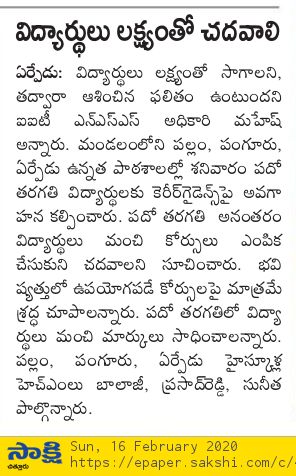 విద్యార్థులు లక్ష్యంతో చదవాలి
ఏర్పేడు: విద్యార్థులు లక్ష్యంతో సాగాలని,
తద్వారా ఆశించిన ఫలితం ఉంటుందని
ఐఐటీ ఎన్ఎస్ఎస్ అధికారి మహేష్
అన్నారు. మండలంలోని పల్లం, పంగూరు,
ఏర్పేడు ఉన్నత పాఠశాలల్లో శనివారం పదో
తరగతి విద్యార్థులకు కెరీర్‌గైడెన్స్‌పై అవగా
హన కల్పించారు. పదో తరగతి అనంతరం
విద్యార్థులు మంచి కోర్సులు ఎంపిక
చేసుకుని చదవాలని సూచించారు. భవి
ష్యత్తులో ఉపయోగపడే కోర్సులపై మాత్రమే
శ్రద్ధ చూపాలన్నారు. పదో తరగతిలో విద్యా
ర్థులు మంచి మార్కులు సాధించాలన్నారు.
పల్లం, పంగూరు, ఏర్పేడు హైస్కూళ్ల
హెచ్ఎంలు బాలాజీ, ప్రసాద్‌రెడ్డి, సునీత
పాల్గొన్నారు.
సాక్షి
చిత్తూరు
Sun, 16 February 2020
https://epaper.sakshi.com/c/